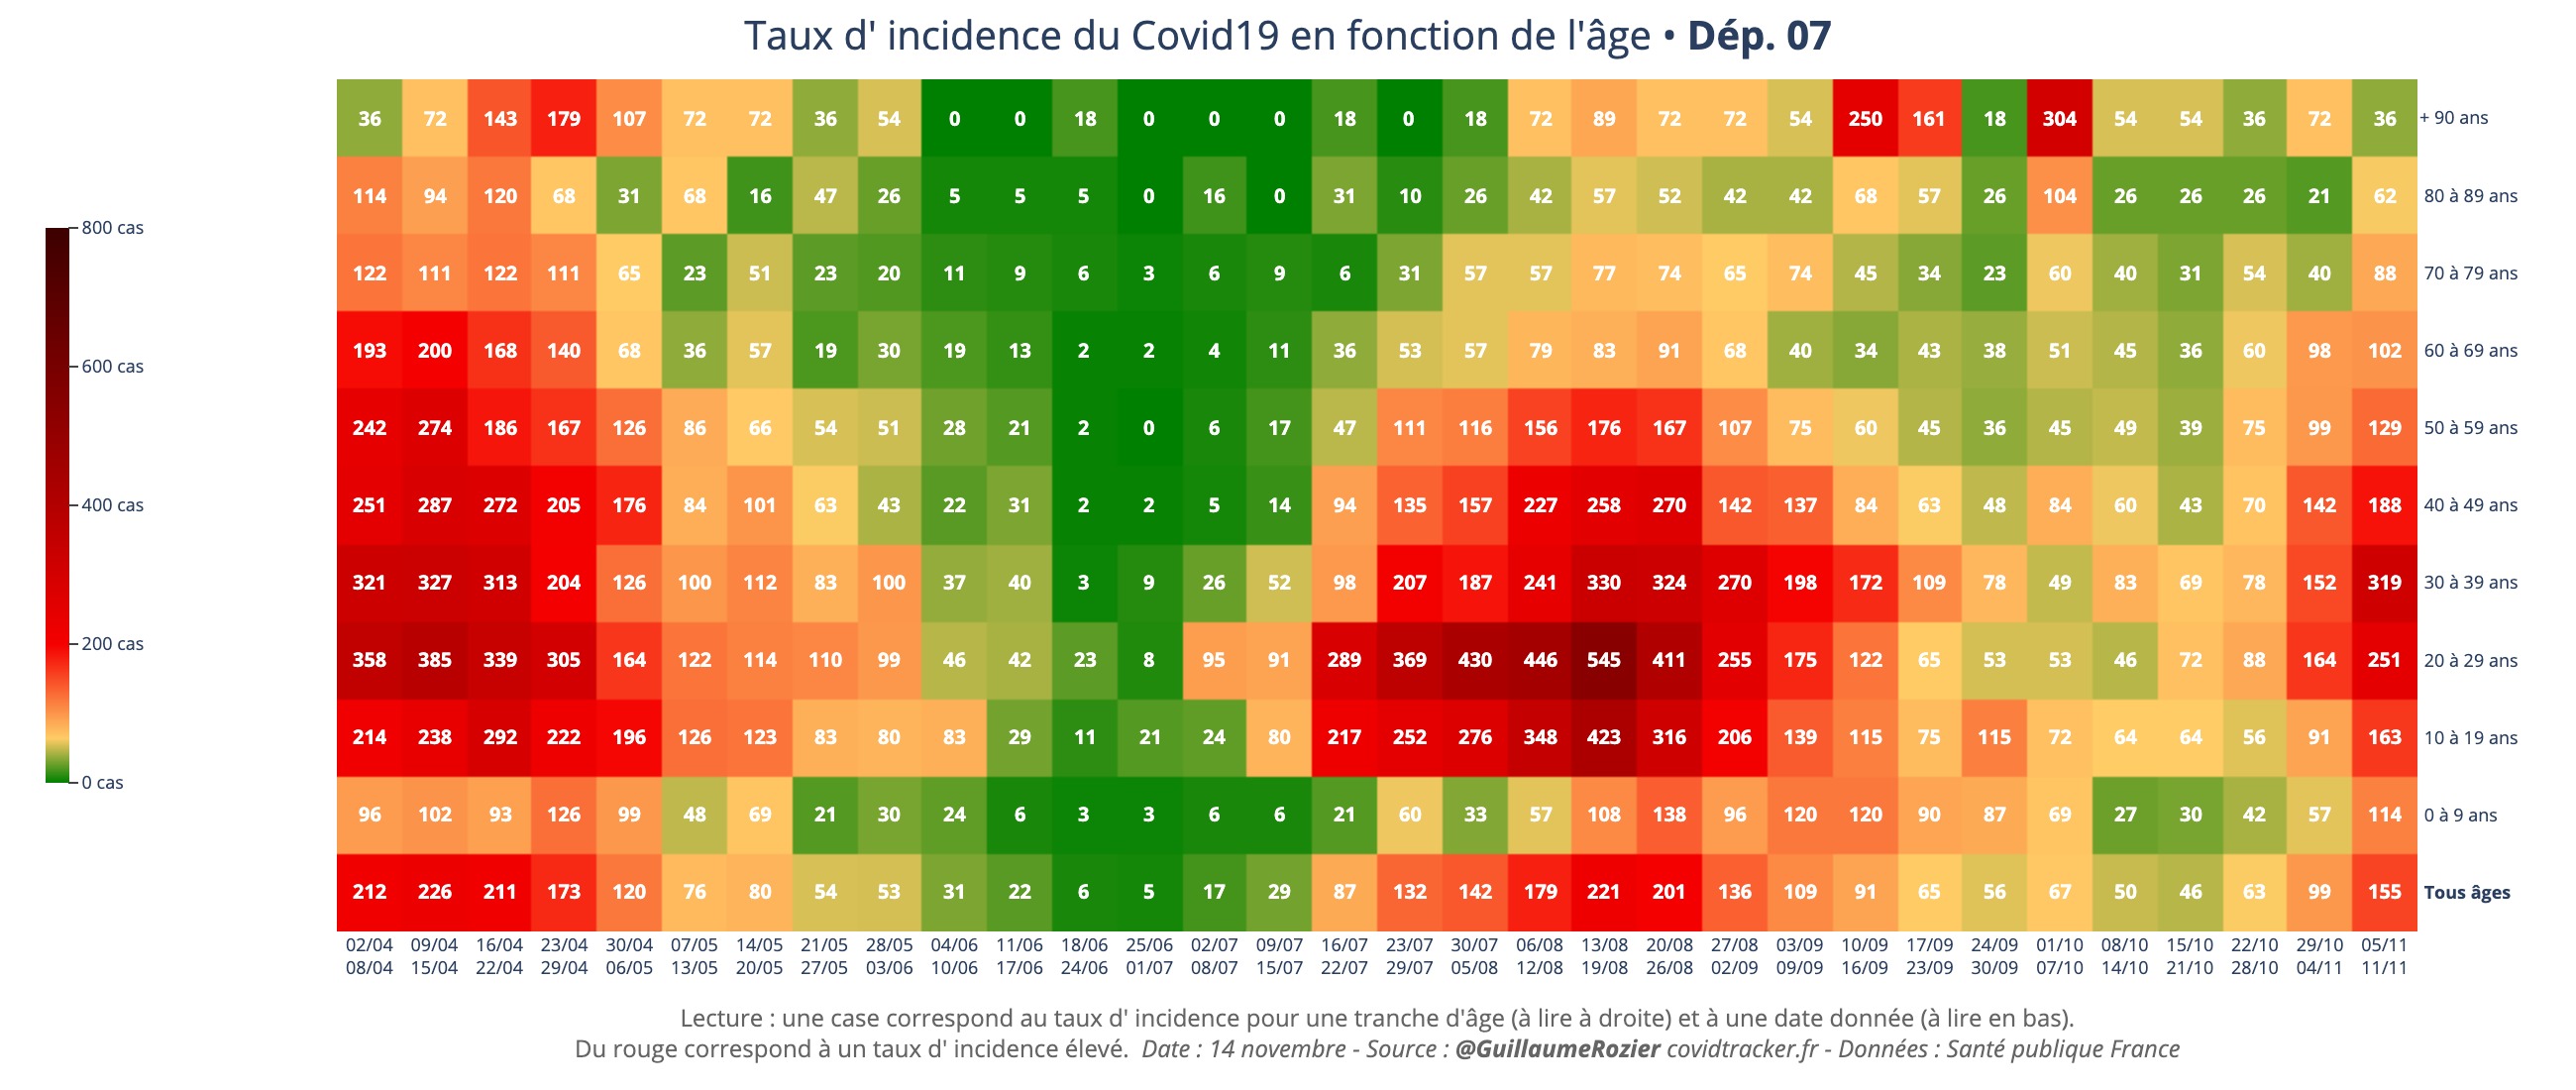 Taux d' incidence du Covid19 en fonction de l'âge • Dép. 07
36 72 143 179 107 72 72 36 54 0 0 18 0 0 0 18 0 18 72 89 72 72 54 250 161 18 304 54 54 36 72 36 + 90 ans
114 94 120 68 31 68 16 47 26 5 5 5 0 16 0 31 10 26 42 57 52 42 42 68 57 26 104 26 26 26 21 62 80 à 89 ans
800 cas
122 111 122 111 65 23 51 23 20 11 9 6 3 6 9 6 31 57 57 77 74 65 74 45 34 23 60 40 31 54 40 88 70 à 79 ans
193 200 168 140 68 36 57 19 30 19 13 2 2 4 11 36 53 57 79 83 91 68 40 34 43 38 51 45 36 60 98 102 60 à 69 ans
600 cas
242 274 186 167 126 86 66 54 51 28 21 2 0 6 17 47 111 116 156 176 167 107 75 60 45 36 45 49 39 75 99 129 50 à 59 ans
400 cas
251 287 272 205 176 84 101 63 43 22 31 2 2 5 14 94 135 157 227 258 270 142 137 84 63 48 84 60 43 70 142 188 40 à 49 ans
321 327 313 204 126 100 112 83 100 37 40 3 9 26 52 98 207 187 241 330 324 270 198 172 109 78 49 83 69 78 152 319 30 à 39 ans
200 cas
358 385 339 305 164 122 114 110 99 46 42 23 8 95 91 289 369 430 446 545 411 255 175 122 65 53 53 46 72 88 164 251 20 à 29 ans
214 238 292 222 196 126 123 83 80 83 29 11 21 24 80 217 252 276 348 423 316 206 139 115 75 115 72 64 64 56 91 163 10 à 19 ans
0 cas
96 102 93 126 99 48 69 21 30 24 6 3 3 6 6 21 60 33 57 108 138 96 120 120 90 87 69 27 30 42 57 114 0 à 9 ans
212 226 211 173 120 76 80 54 53 31 22 6 5 17 29 87 132 142 179 221 201 136 109 91 65 56 67 50 46 63 99 155 Tous âges
02/04 09/04 16/04 23/04 30/04 07/05 14/05 21/05 28/05 04/06 11/06 18/06 25/06 02/07 09/07 16/07 23/07 30/07 06/08 13/08 20/08 27/08 03/09 10/09 17/09 24/09 01/10 08/10 15/10 22/10 29/10 05/11
08/04 15/04 22/04 29/04 06/05 13/05 20/05 27/05 03/06 10/06 17/06 24/06 01/07 08/07 15/07 22/07 29/07 05/08 12/08 19/08 26/08 02/09 09/09 16/09 23/09 30/09 07/10 14/10 21/10 28/10 04/11 11/11
Lecture : une case correspond au taux d' incidence pour une tranche d'âge (à lire à droite) et à une date donnée (à lire en bas).
Du rouge correspond à un taux d' incidence élevé. Date : 14 novembre - Source : @GuillaumeRozier covidtracker.fr - Données : Santé publique France